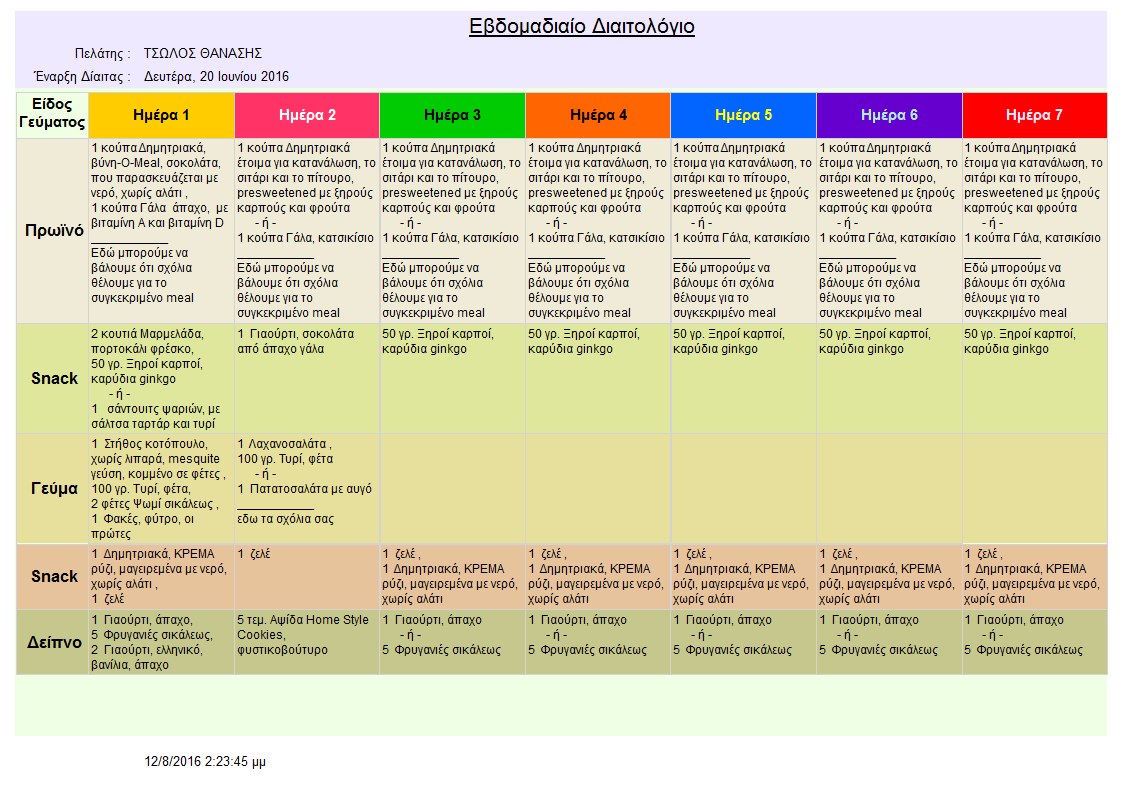 Εβδομαδιαίο Διαιτολόγιο
Πελάτης : ΤΣΩΛΟΣ ΘΑΝΑΣΗΣ
Έναρξη Δίαιτας : Δευτέρα, 20 Ιουνίου 2016
Είδος
Γεύματος
Ημέρα 1
Ημέρα 2
Ημέρα 3
Ημέρα 4
Ημέρα 5
Ημέρα 6
Ημέρα 7
Πρωϊνό
1 κούπα Δημητριακά,
βύνη-O-Meal, σοκολάτα,
που παρασκευάζεται με
νερό, χωρίς αλάτι ,
1 κούπα Γάλα άπαχο, με
βιταμίνη Α και βιταμίνη D
___________
Εδώ μπορούμε να
βάλουμε ότι σχόλια
θέλουμε για το
συγκεκριμένο meal
1 κούπα Δημητριακά
έτοιμα για κατανάλωση, το
σιτάρι και το πίτουρο,
presweetened με ξηρούς
καρπούς και φρούτα
- ή -
1 κούπα Γάλα, κατσικίσιο
___________
Εδώ μπορούμε να
βάλουμε ότι σχόλια
θέλουμε για το
συγκεκριμένο meal
1 κούπα Δημητριακά
έτοιμα για κατανάλωση, το
σιτάρι και το πίτουρο,
presweetened με ξηρούς
καρπούς και φρούτα
- ή -
1 κούπα Γάλα, κατσικίσιο
___________
Εδώ μπορούμε να
βάλουμε ότι σχόλια
θέλουμε για το
συγκεκριμένο meal
1 κούπα Δημητριακά
έτοιμα για κατανάλωση, το
σιτάρι και το πίτουρο,
presweetened με ξηρούς
καρπούς και φρούτα
- ή -
1 κούπα Γάλα, κατσικίσιο
___________
Εδώ μπορούμε να
βάλουμε ότι σχόλια
θέλουμε για το
συγκεκριμένο meal
1 κούπα Δημητριακά
έτοιμα για κατανάλωση, το
σιτάρι και το πίτουρο,
presweetened με ξηρούς
καρπούς και φρούτα
- ή -
1 κούπα Γάλα, κατσικίσιο
___________
Εδώ μπορούμε να
βάλουμε ότι σχόλια
θέλουμε για το
συγκεκριμένο meal
1 κούπα Δημητριακά
έτοιμα για κατανάλωση, το
σιτάρι και το πίτουρο,
presweetened με ξηρούς
καρπούς και φρούτα
- ή -
1 κούπα Γάλα, κατσικίσιο
___________
Εδώ μπορούμε να
βάλουμε ότι σχόλια
θέλουμε για το
συγκεκριμένο meal
1 κούπα Δημητριακά
έτοιμα για κατανάλωση, το
σιτάρι και το πίτουρο,
presweetened με ξηρούς
καρπούς και φρούτα
- ή -
1 κούπα Γάλα, κατσικίσιο
___________
Εδώ μπορούμε να
βάλουμε ότι σχόλια
θέλουμε για το
συγκεκριμένο meal
Snack
2 κουτιά Μαρμελάδα,
πορτοκάλι φρέσκο,
50 γρ. Ξηροί καρποί,
καρύδια ginkgo
- ή -
1 σάντουιτς ψαριών, με
σάλτσα ταρτάρ και τυρί
1 Γιαούρτι, σοκολάτα
από άπαχο γάλα
50 γρ. Ξηροί καρποί,
καρύδια ginkgo
50 γρ. Ξηροί καρποί,
καρύδια ginkgo
50 γρ. Ξηροί καρποί,
καρύδια ginkgo
50 γρ. Ξηροί καρποί,
καρύδια ginkgo
50 γρ. Ξηροί καρποί,
καρύδια ginkgo
Γεύμα
1 Στήθος κοτόπουλο,
χωρίς λιπαρά, mesquite
γεύση, κομμένο σε φέτες ,
100 γρ. Τυρί, φέτα,
2 φέτες Ψωμί σικάλεως ,
1 Φακές, φύτρο, οι
πρώτες
1 Λαχανοσαλάτα ,
100 γρ. Τυρί, φέτα
- ή -
1 Πατατοσαλάτα με αυγό
___________
εδω τα σχόλια σας
Snack
1 Δημητριακά, ΚΡΕΜΑ
ρύζι, μαγειρεμένα με νερό,
χωρίς αλάτι ,
1 ζελέ
1 ζελέ
1 ζελέ ,
1 Δημητριακά, ΚΡΕΜΑ
ρύζι, μαγειρεμένα με νερό,
χωρίς αλάτι
1 ζελέ ,
1 Δημητριακά, ΚΡΕΜΑ
ρύζι, μαγειρεμένα με νερό,
χωρίς αλάτι
1 ζελέ ,
1 Δημητριακά, ΚΡΕΜΑ
ρύζι, μαγειρεμένα με νερό,
χωρίς αλάτι
1 ζελέ ,
1 Δημητριακά, ΚΡΕΜΑ
ρύζι, μαγειρεμένα με νερό,
χωρίς αλάτι
1 ζελέ ,
1 Δημητριακά, ΚΡΕΜΑ
ρύζι, μαγειρεμένα με νερό,
χωρίς αλάτι
Δείπνο
1 Γιαούρτι, άπαχο,
5 Φρυγανιές σικάλεως,
2 Γιαούρτι, ελληνικό,
βανίλια, άπαχο
5 τεμ. Αψίδα Home Style
Cookies,
φυστικοβούτυρο
1 Γιαούρτι, άπαχο
- ή -
5 Φρυγανιές σικάλεως
1 Γιαούρτι, άπαχο
- ή -
5 Φρυγανιές σικάλεως
1 Γιαούρτι, άπαχο
- ή -
5 Φρυγανιές σικάλεως
1 Γιαούρτι, άπαχο
- ή -
5 Φρυγανιές σικάλεως
1 Γιαούρτι, άπαχο
- ή -
5 Φρυγανιές σικάλεως
12/8/2016 2:23:45 μμ